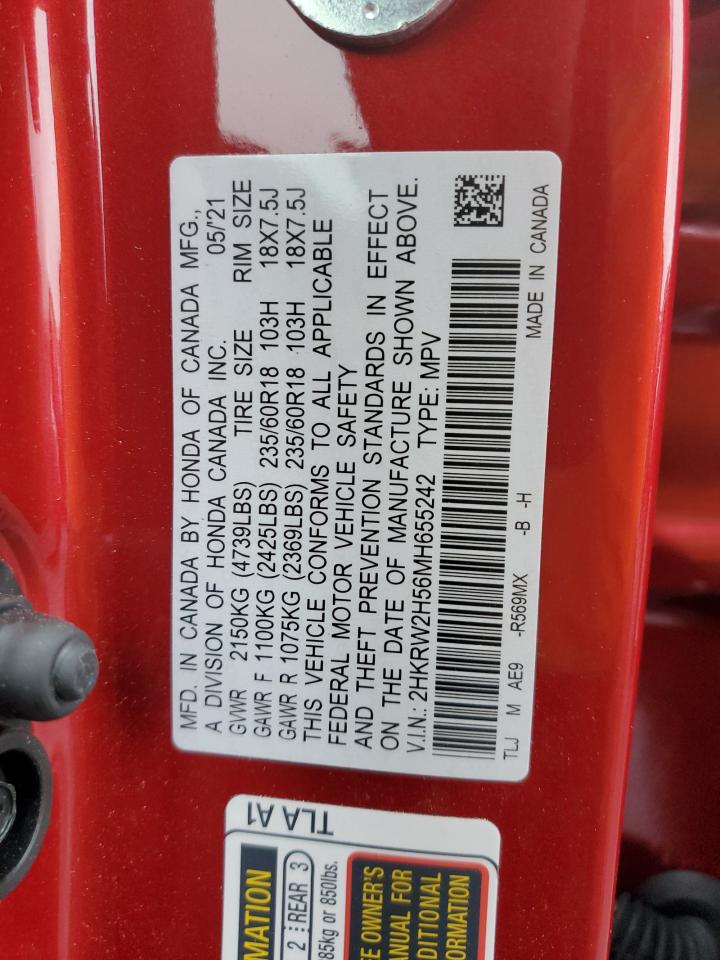 MFD. IN CANADA BY HONDA OF CANADA MFG.,
A DIVISION OF HONDA CANADA INC. 05/21
GVWR 2150KG (4739LBS) TIRE SIZE RIM SIZE
GAWR F 1100KG (2425LBS) 235/60R18 103H 18X7.5J
GAWR R 1075KG (2369LBS) 235/60R18 103H 18X7.5J
THIS VEHICLE CONFORMS TO ALL APPLICABLE
FEDERAL MOTOR VEHICLE SAFETY
AND THEFT PREVENTION STANDARDS IN EFFECT
ON THE DATE OF MANUFACTURE SHOWN ABOVE.
V.I.N.: 2HKRW2H56MH655242 TYPE: MPV
TLJ M AE9 -R569MX -B -H
MADE IN CANADA
TLA A1
MATION
2 REAR 3
85kg or 850lbs.
E OWNER'S
ANUAL FOR
DITIONAL
ORMATION